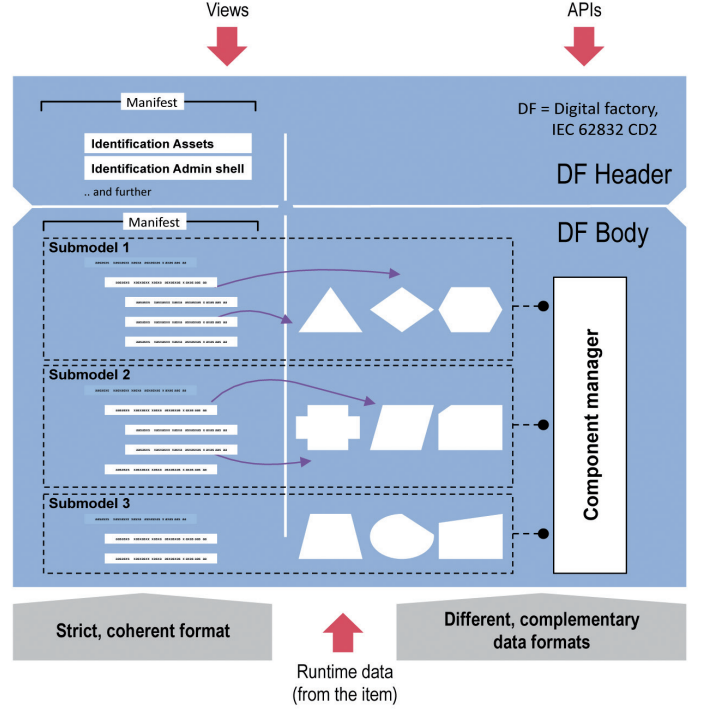 Views
APIs
Manifest
DF = Digital factory,
IEC 62832 CD2
Identification Assets
Identification Admin shell
.. and further
DF Header
Manifest
DF Body
Submodel 1
Submodel 2
Submodel 3
Component manager
Strict, coherent format
Different, complementary
data formats
Runtime data
(from the item)